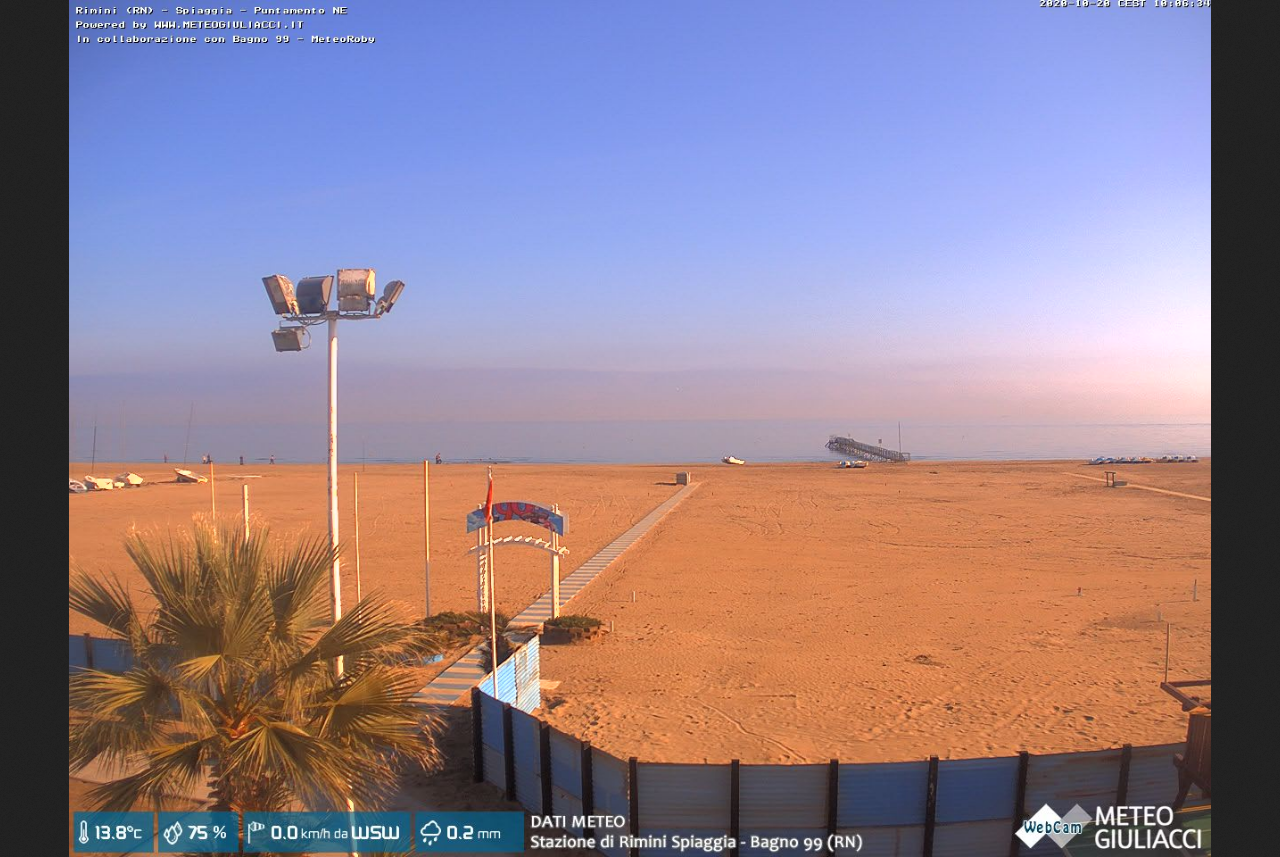 Rimini (RN) - Spiaggia - Puntamento NE
Powered by WWW.METEOGIULIACCI.IT
In collaborazione con Bagno 99 - MeteoRoby
2020-10-20 CEST 10:06:34
13.8°C
75 %
0.0 km/h da WSW
0.2 mm
DATI METEO
Stazione di Rimini Spiaggia - Bagno 99 (RN)
WebCam
METEO
GIULIACCI